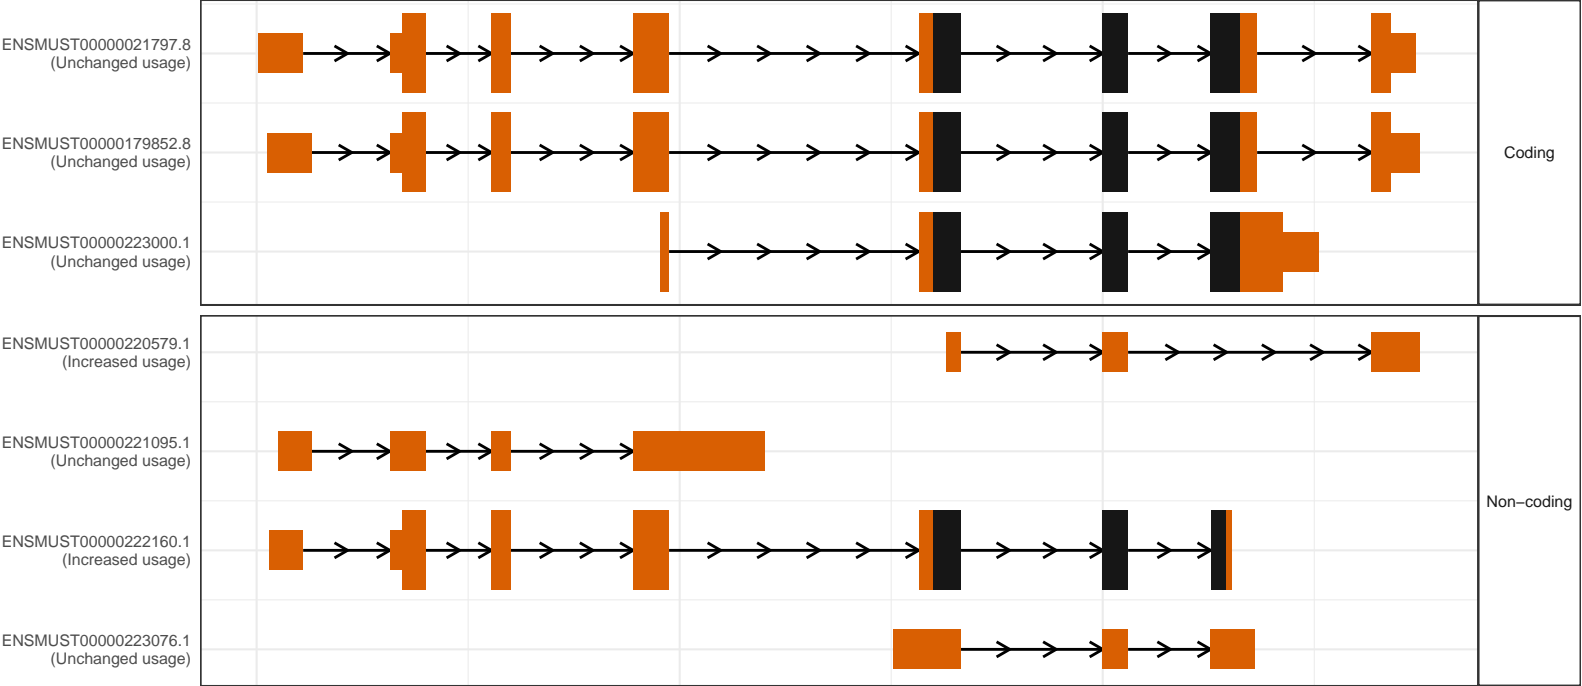 ENSMUST00000021797.8
(Unchanged usage)
ENSMUST00000179852.8
(Unchanged usage)
ENSMUST00000223000.1
(Unchanged usage)
Coding
ENSMUST00000220579.1
(Increased usage)
ENSMUST00000221095.1
(Unchanged usage)
ENSMUST00000222160.1
(Increased usage)
ENSMUST00000223076.1
(Unchanged usage)
Non−coding